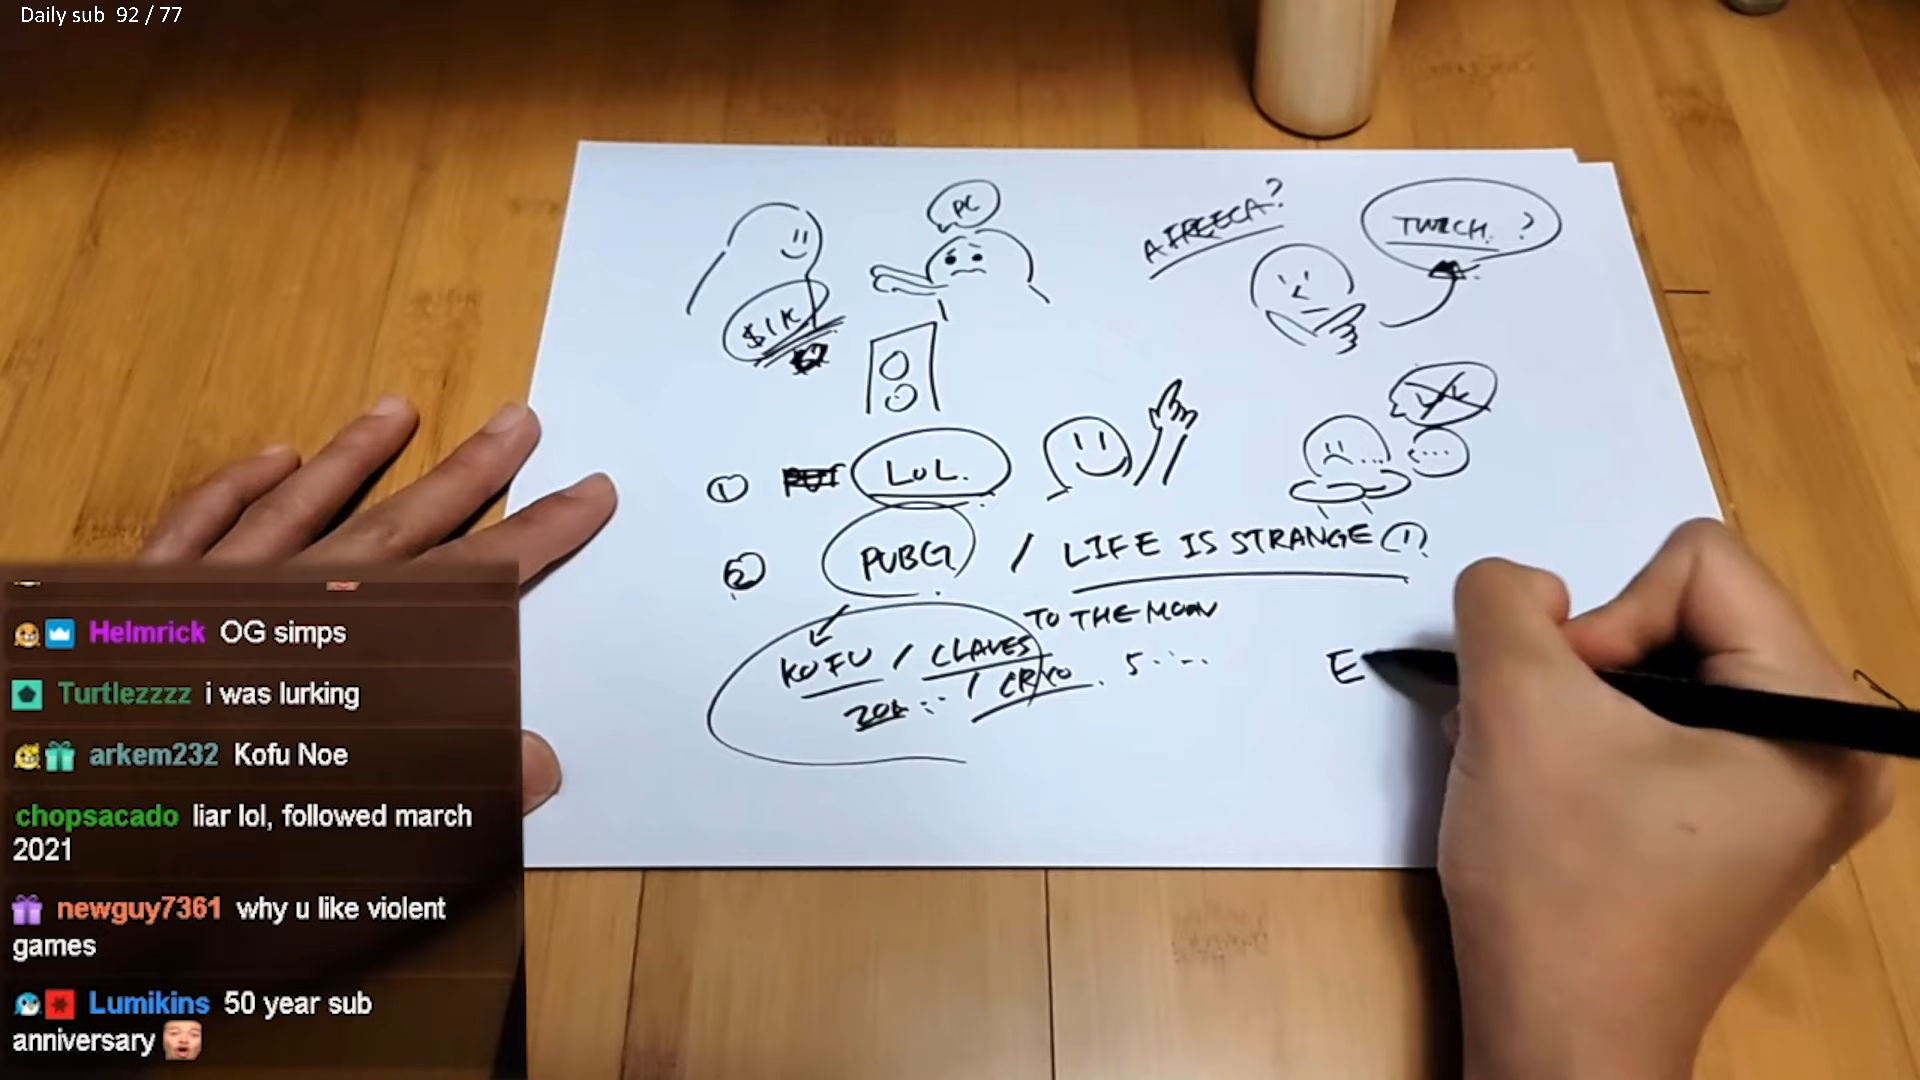 Daily sub 92 / 77
PC
AFREECA?
TWICH. ?
$1K
① LOL.
② PUBG / LIFE IS STRANGE ①
TO THE MOON
KOFU / CLAVES
/ CRYO. 5
E
Helmrick OG simps
Turtlezzzz i was lurking
arkem232 Kofu Noe
chopsacado liar lol, followed march
2021
newguy7361 why u like violent
games
Lumikins 50 year sub
anniversary